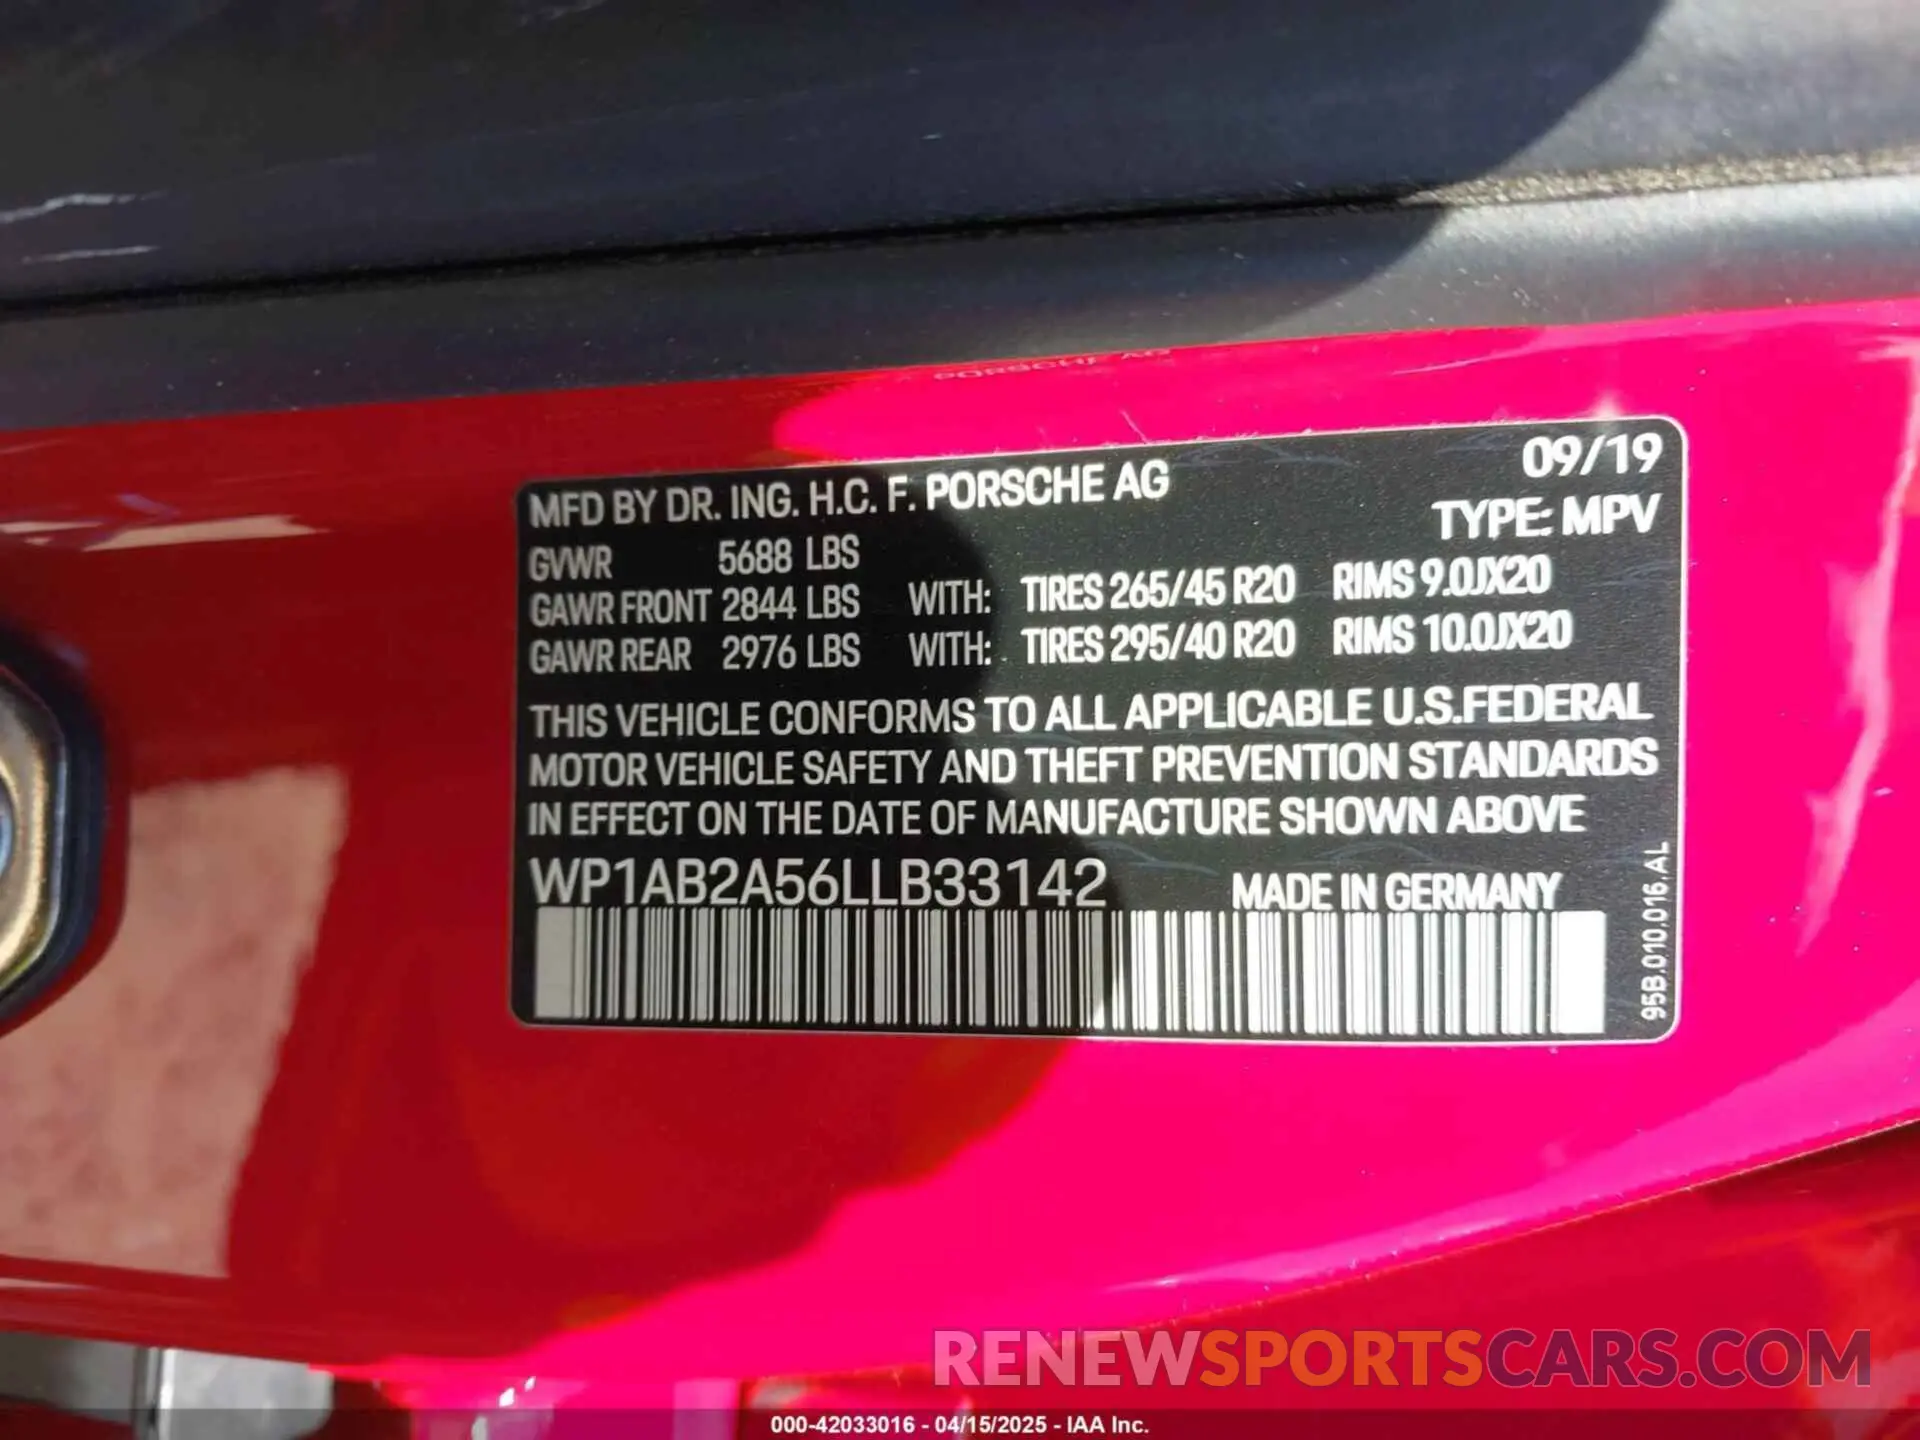 PORSCHE AG
MFD BY DR. ING. H.C. F. PORSCHE AG
09/19
TYPE: MPV
GVWR 5688 LBS
GAWR FRONT 2844 LBS WITH: TIRES 265/45 R20 RIMS 9.0JX20
GAWR REAR 2976 LBS WITH: TIRES 295/40 R20 RIMS 10.0JX20
THIS VEHICLE CONFORMS TO ALL APPLICABLE U.S.FEDERAL
MOTOR VEHICLE SAFETY AND THEFT PREVENTION STANDARDS
IN EFFECT ON THE DATE OF MANUFACTURE SHOWN ABOVE
WP1AB2A56LLB33142
MADE IN GERMANY
95B.010.016.AL
RENEWSPORTSCARS.COM
000-42033016 - 04/15/2025 - IAA Inc.